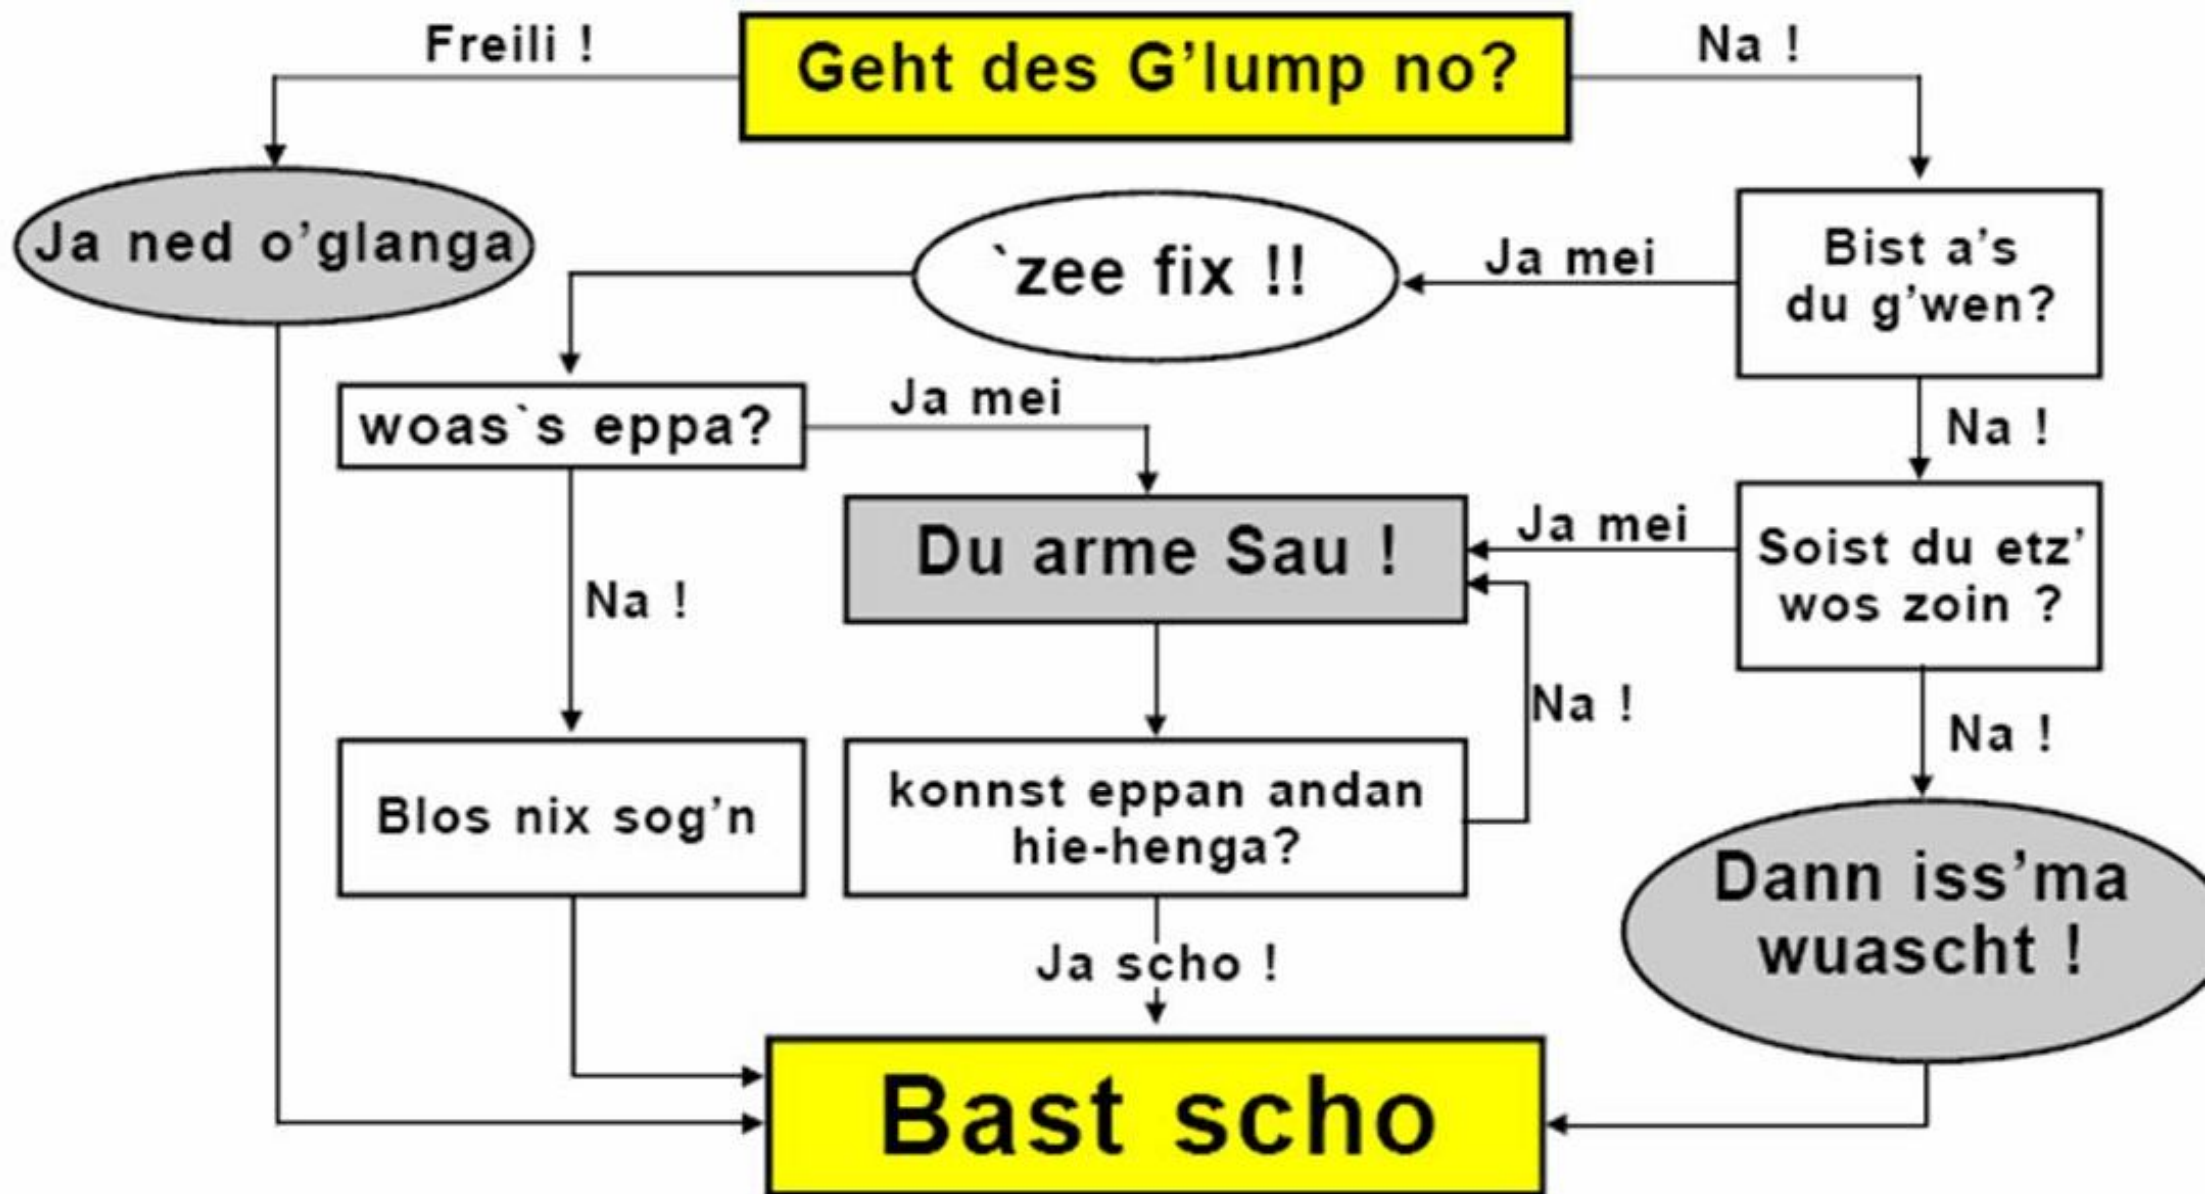 Freili !
Geht des G’lump no?
Na !
Ja ned o’glanga
`zee fix !!
Ja mei
Bist a’s
du g’wen?
woas`s eppa?
Ja mei
Na !
Du arme Sau !
Ja mei
Soist du etz’
wos zoin ?
Na !
Na !
Na !
Blos nix sog’n
konnst eppan andan
hie-henga?
Dann iss’ma
wuascht !
Ja scho !
Bast scho